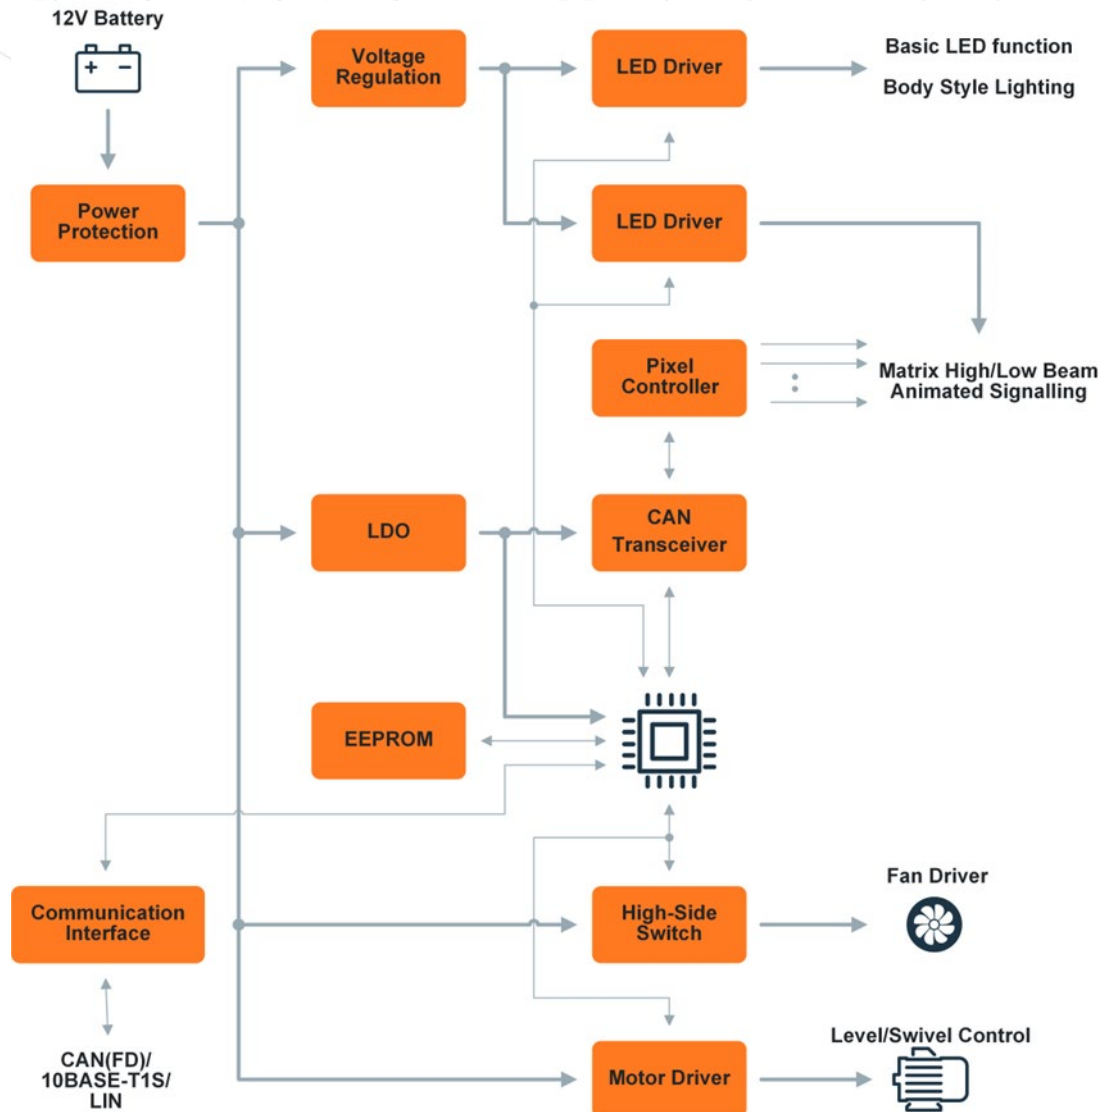 12V Battery
Voltage
Regulation
LED Driver
Basic LED function
Body Style Lighting
Power
Protection
LED Driver
Pixel
Controller
Matrix High/Low Beam
Animated Signalling
LDO
CAN
Transceiver
EEPROM
Communication
Interface
High-Side
Switch
Fan Driver
CAN(FD)/
10BASE-T1S/
LIN
Motor Driver
Level/Swivel Control